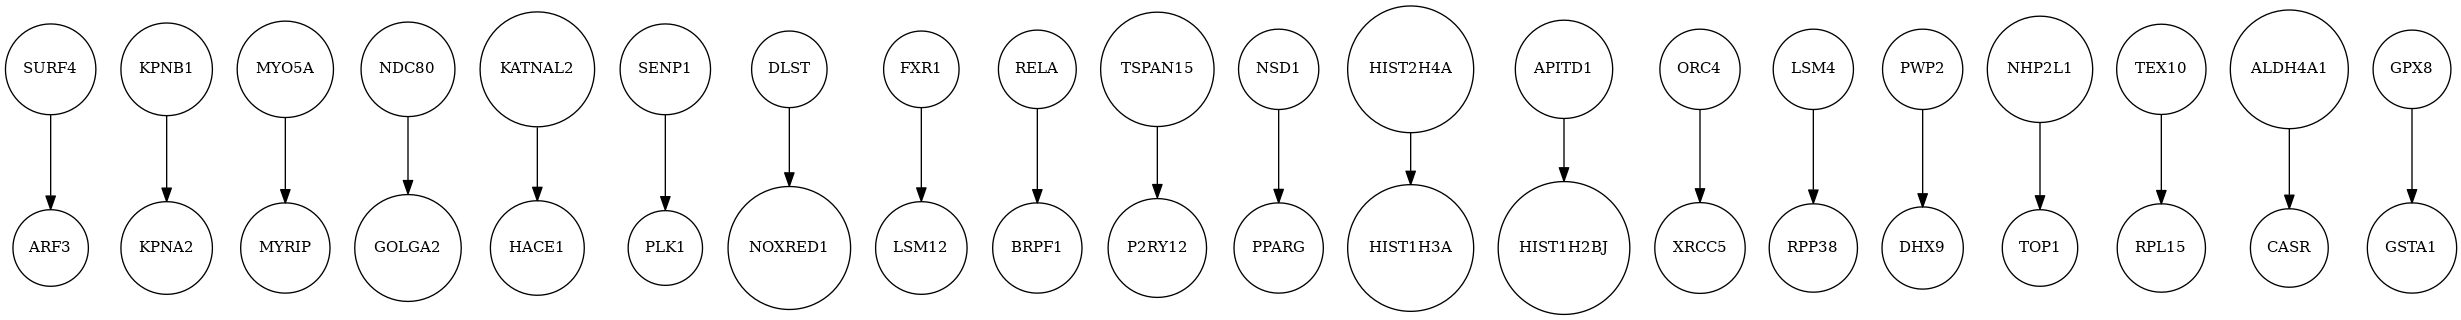 SURF4 KPNB1 MYO5A NDC80 KATNAL2 SENP1 DLST FXR1 RELA TSPAN15 NSD1 HIST2H4A APITD1 ORC4 LSM4 PWP2 NHP2L1 TEX10 ALDH4A1 GPX8
ARF3 KPNA2 MYRIP GOLGA2 HACE1 PLK1 NOXRED1 LSM12 BRPF1 P2RY12 PPARG HIST1H3A HIST1H2BJ XRCC5 RPP38 DHX9 TOP1 RPL15 CASR GSTA1